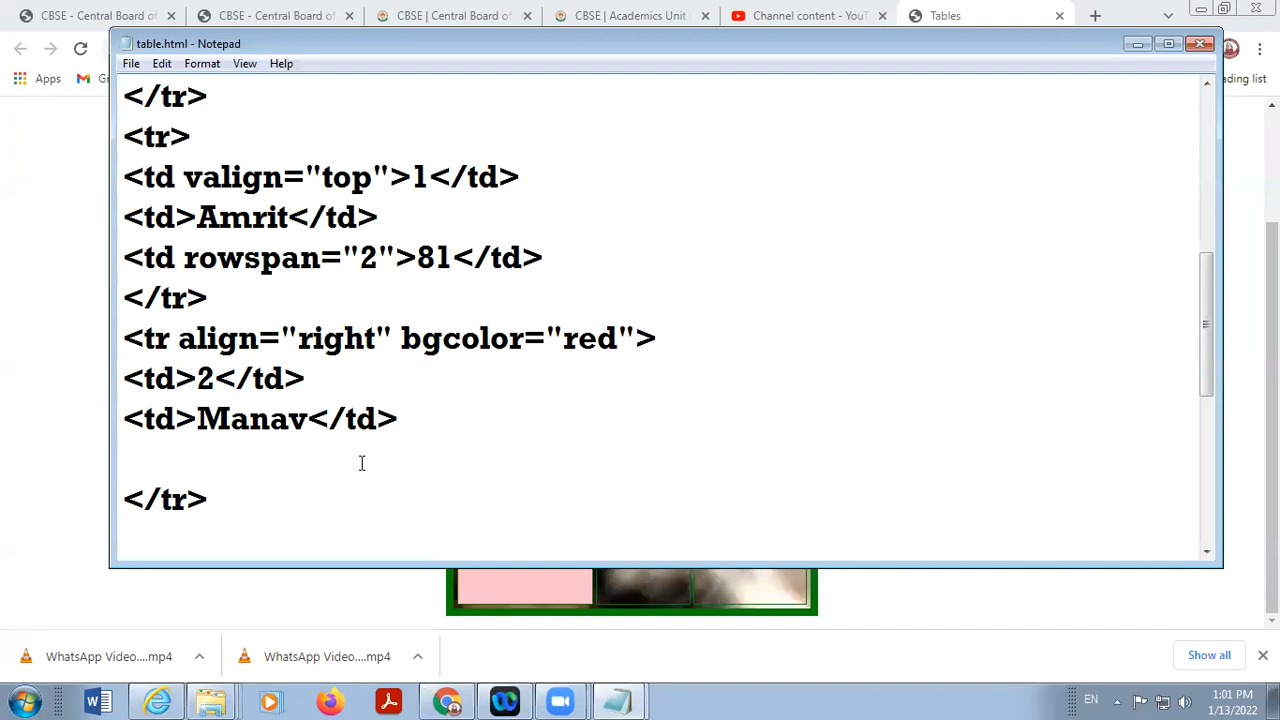 CBSE - Central Board of
CBSE - Central Board of
CBSE | Central Board of
CBSE | Academics Unit
Channel content - YouT
Tables
table.html - Notepad
File Edit Format View Help
Apps
ding list
</tr>
<tr>
<td valign="top">1</td>
<td>Amrit</td>
<td rowspan="2">81</td>
</tr>
<tr align="right" bgcolor="red">
<td>2</td>
<td>Manav</td>
</tr>
WhatsApp Video....mp4
WhatsApp Video....mp4
Show all
EN
1:01 PM
1/13/2022